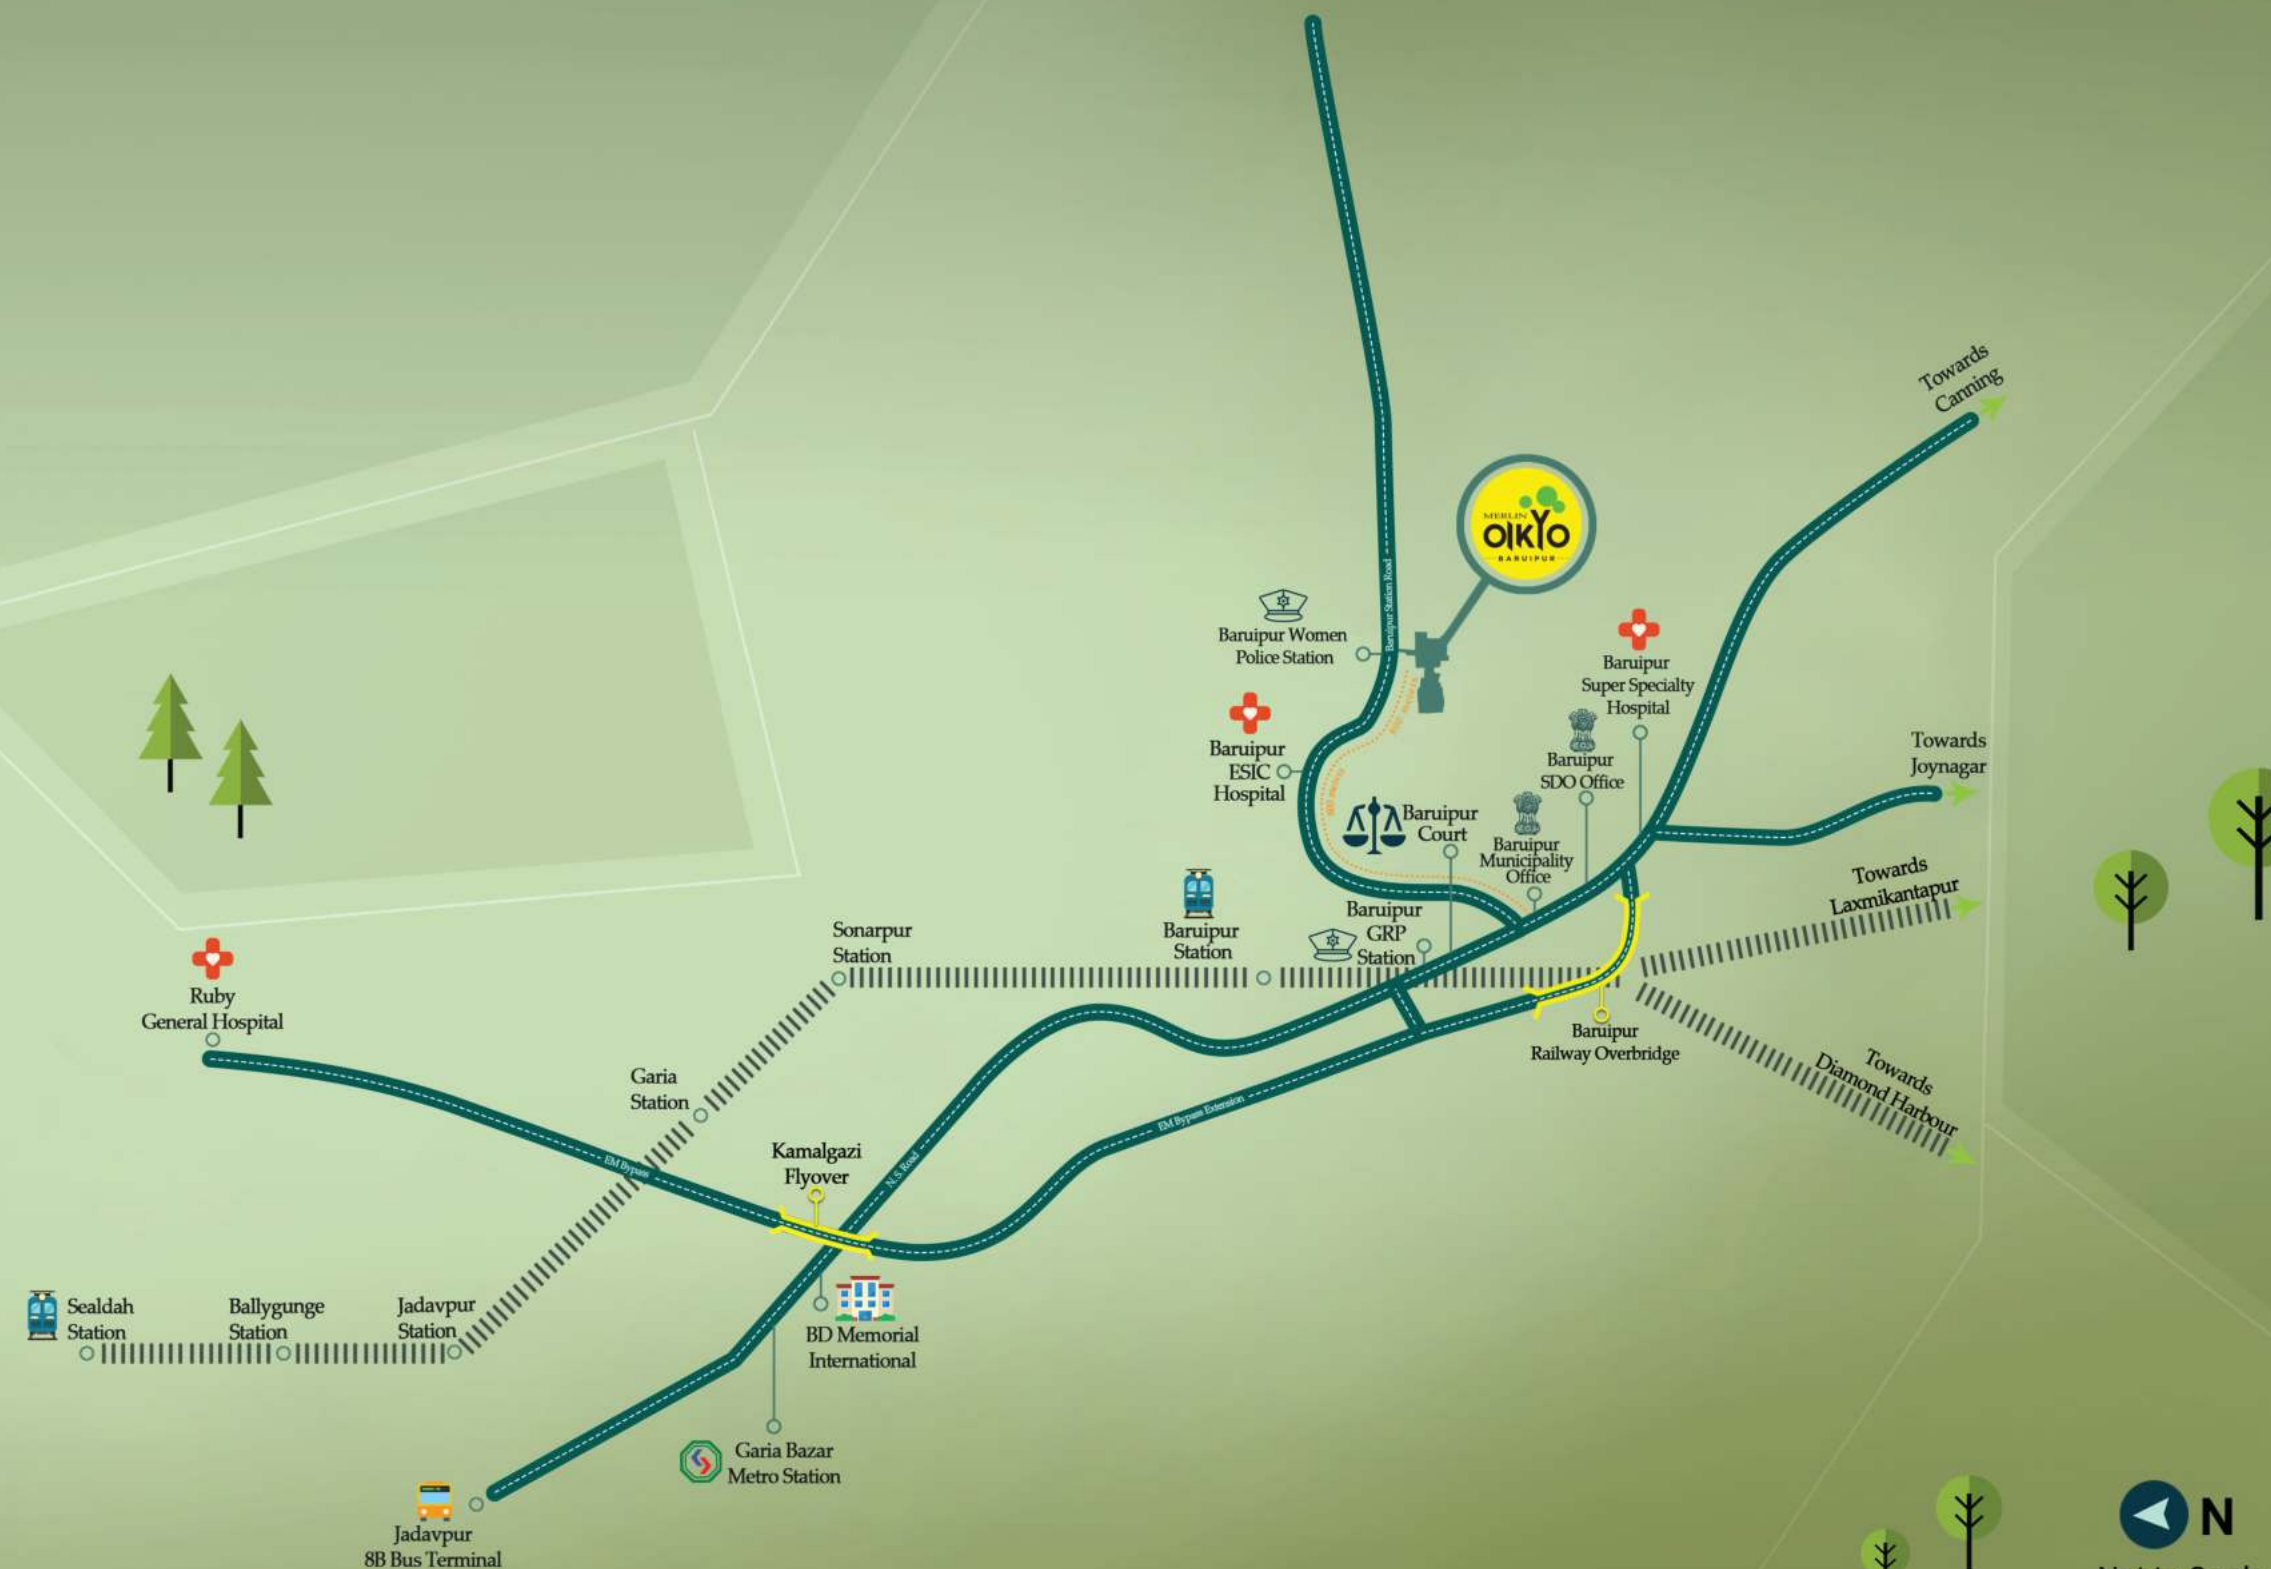 Towards
Canning
MERLIN
OIKYO
BARUIPUR
Baruipur Station Road
Baruipur Women
Police Station
Baruipur
Super Specialty
Hospital
Baruipur
ESIC
Hospital
Baruipur
SDO Office
Towards
Joynagar
Baruipur
Court
Baruipur
Municipality
Office
Towards
Laxmikantapur
Baruipur
GRP
Station
Baruipur
Station
Sonarpur
Station
Ruby
General Hospital
Baruipur
Railway Overbridge
Towards
Diamond Harbour
Garia
Station
EM Bypass Extension
EM Bypass
Kamalgazi
Flyover
N.S. Road
Sealdah
Station
Ballygunge
Station
Jadavpur
Station
BD Memorial
International
Garia Bazar
Metro Station
Jadavpur
8B Bus Terminal
N